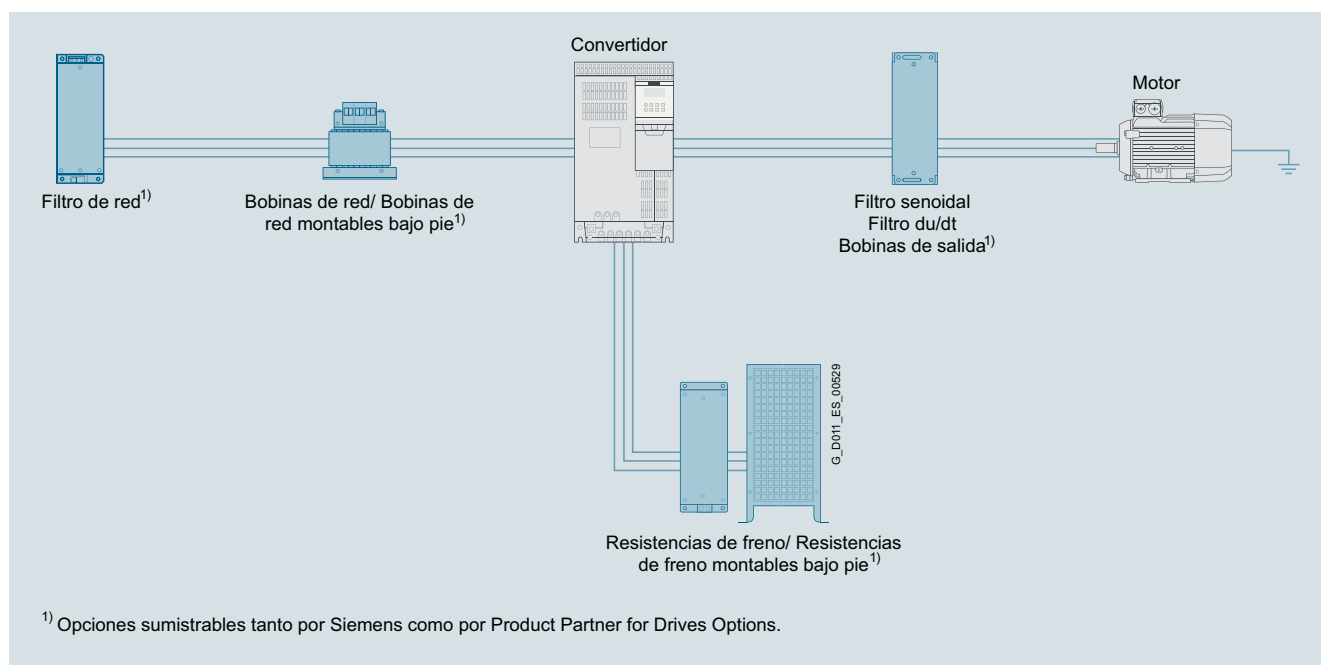 Convertidor
Motor
Filtro de red1)
Bobinas de red/ Bobinas de
red montables bajo pie1)
Filtro senoidal
Filtro du/dt
Bobinas de salida1)
G_D011_ES_00529
Resistencias de freno/ Resistencias
de freno montables bajo pie1)
1) Opciones sumistrables tanto por Siemens como por Product Partner for Drives Options.